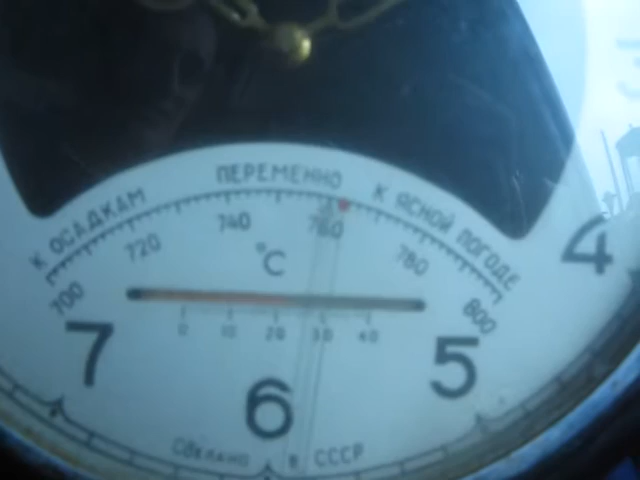 К ОСАДКАМ ПЕРЕМЕННО К ЯСНОЙ ПОГОДЕ
700 720 740 760 780 800
°C
0 10 20 30 40
7 6 5 4
СДЕЛАНО В СССР